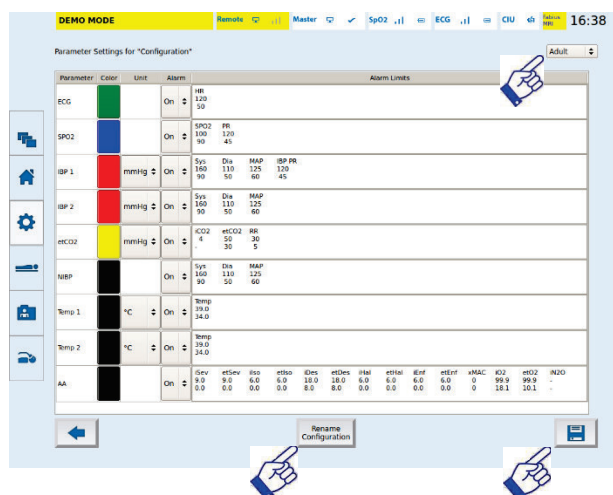 DEMO MODE Remote Master SpO2 ECG CIU fabius MRI 16:38
Parameter Settings for "Configuration" Adult
Parameter Color Unit Alarm Alarm Limits
ECG On HR 120 50
SPO2 On SPO2 100 90 PR 120 45
IBP 1 mmHg On Sys 160 90 Dia 110 50 MAP 125 60 IBP PR 120 45
IBP 2 mmHg On Sys 160 90 Dia 110 50 MAP 125 60
etCO2 mmHg On iCO2 4 - etCO2 50 30 RR 30 5
NIBP On Sys 160 90 Dia 110 50 MAP 125 60
Temp 1 °C On Temp 39.0 34.0
Temp 2 °C On Temp 39.0 34.0
AA On iSev 9.0 0.0 etSev 9.0 0.0 iIso 6.0 0.0 etIso 6.0 0.0 iDes 18.0 8.0 etDes 18.0 8.0 iHal 6.0 0.0 etHal 6.0 0.0 iEnf 6.0 0.0 etEnf 6.0 0.0 xMAC 0 0 iO2 99.9 18.1 etO2 99.9 10.1 iN2O - -
Rename
Configuration